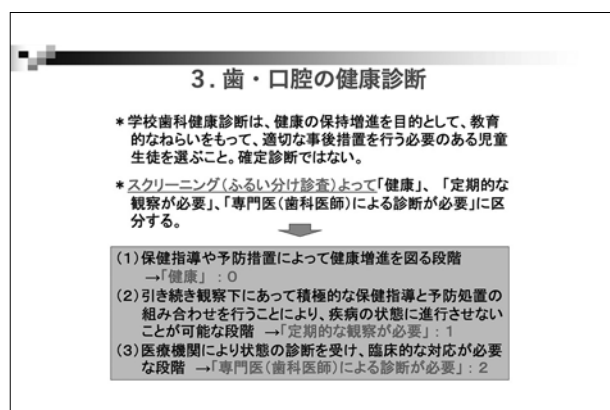 3．歯・口腔の健康診断
＊学校歯科健康診断は、健康の保持増進を目的として、教育
的なねらいをもって、適切な事後措置を行う必要のある児童
生徒を選ぶこと。確定診断ではない。
＊スクリーニング（ふるい分け診査）よって「健康」、「定期的な
観察が必要」、「専門医（歯科医師）による診断が必要」に区
分する。
（1）保健指導や予防措置によって健康増進を図る段階
→「健康」：0
（2）引き続き観察下にあって積極的な保健指導と予防処置の
組み合わせを行うことにより、疾病の状態に進行させない
ことが可能な段階 →「定期的な観察が必要」：1
（3）医療機関により状態の診断を受け、臨床的な対応が必要
な段階 →「専門医（歯科医師）による診断が必要」：2